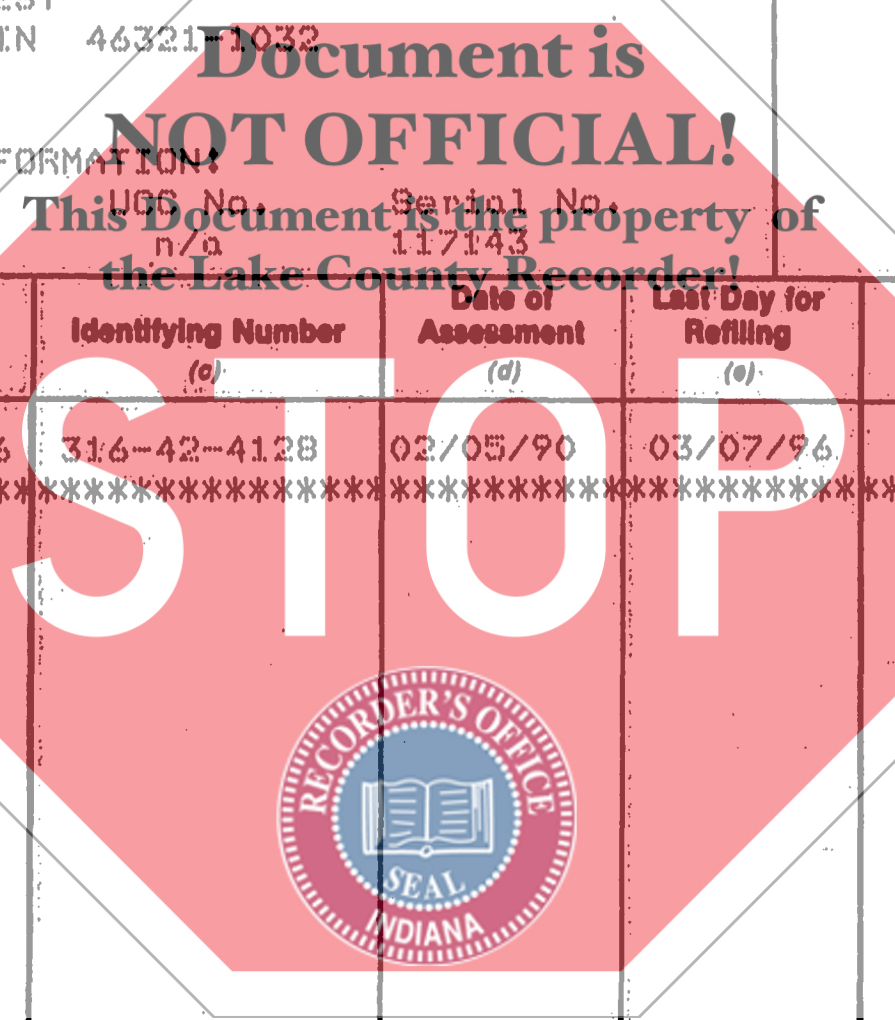 IN 46321-1032
Document is
NOT OFFICIAL!
FORMATION:
UGC No. Serial No.
This Document is the property of
n/a 117143
the Lake County Recorder!
Identifying Number
(c)
Date of
Assessment
(d)
Last Day for
Refiling
(e)
6 316-42-4128 02/05/90 03/07/96
STOP
RECORDER'S OFFICE
SEAL
INDIANA